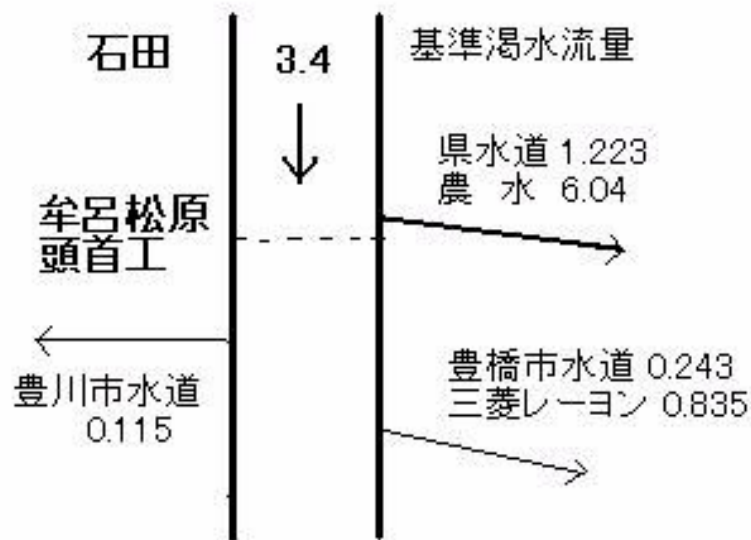 石田
3.4
基準渇水流量
県水道 1.223
農 水 6.04
牟呂松原
頭首工
豊川市水道
0.115
豊橋市水道 0.243
三菱レーヨン 0.835